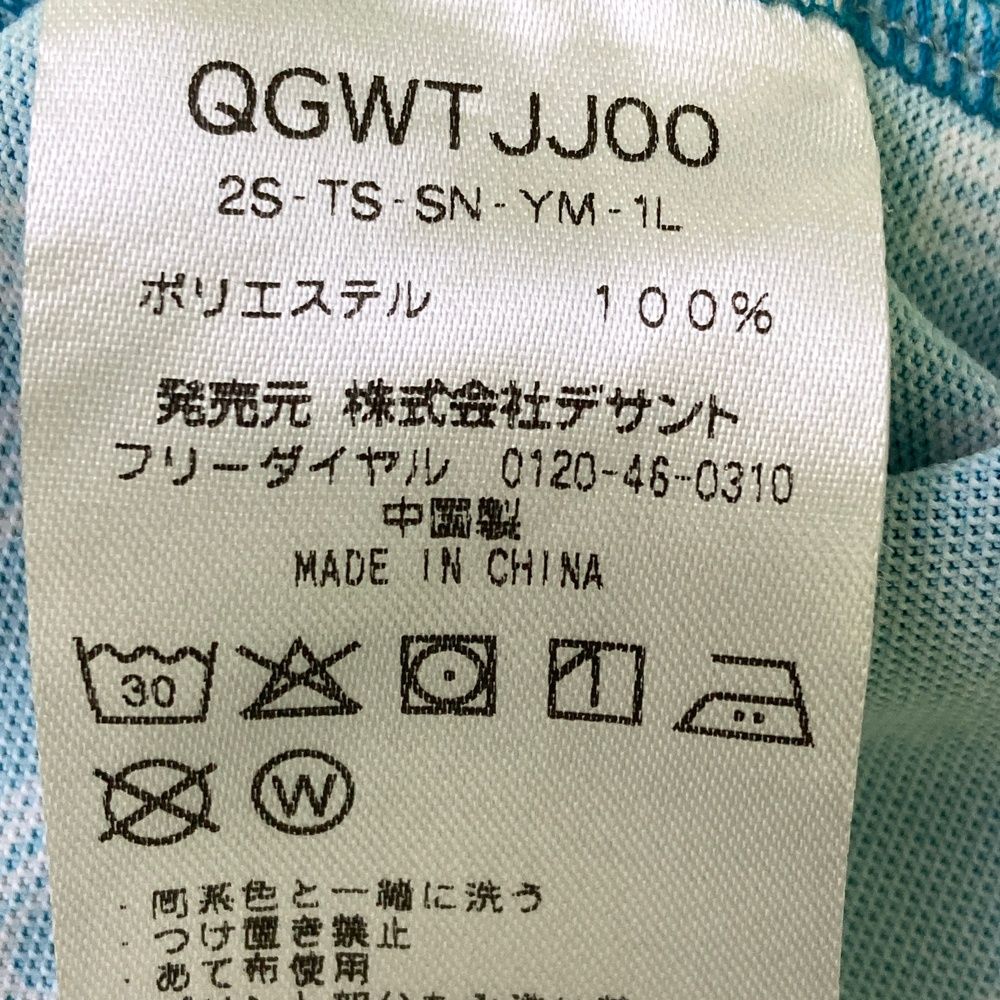 QGWTJJ00
2S-TS-SN-YM-1L
ポリエステル 100%
発売元 株式会社デサント
フリーダイヤル 0120-46-0310
中国製
MADE IN CHINA
30
W
・同系色と一緒に洗う
・つけ置き禁止
・あて布使用